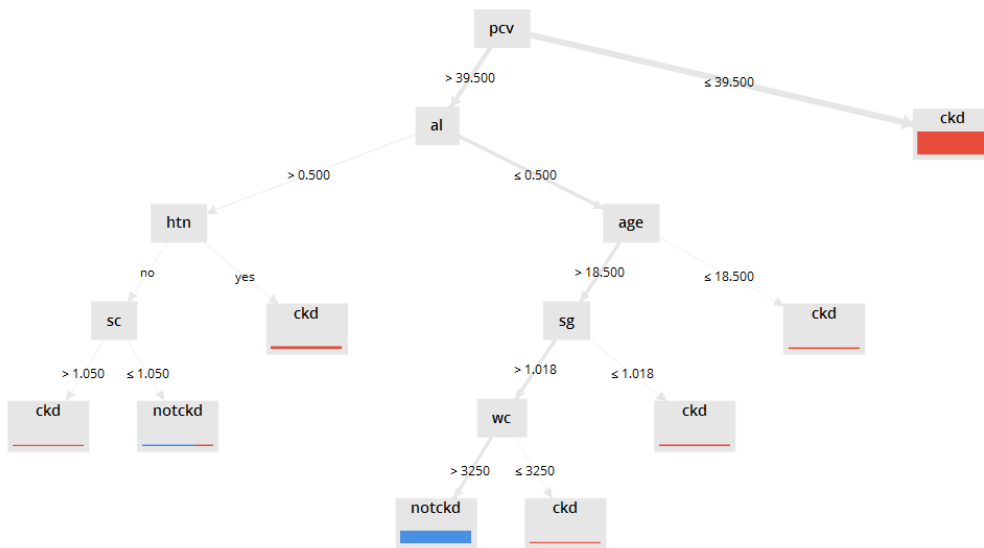 pcv
> 39.500
≤ 39.500
al
ckd
> 0.500
≤ 0.500
htn
age
no
yes
> 18.500
≤ 18.500
sc
ckd
sg
ckd
> 1.050
≤ 1.050
> 1.018
≤ 1.018
ckd
notckd
wc
ckd
> 3250
≤ 3250
notckd
ckd